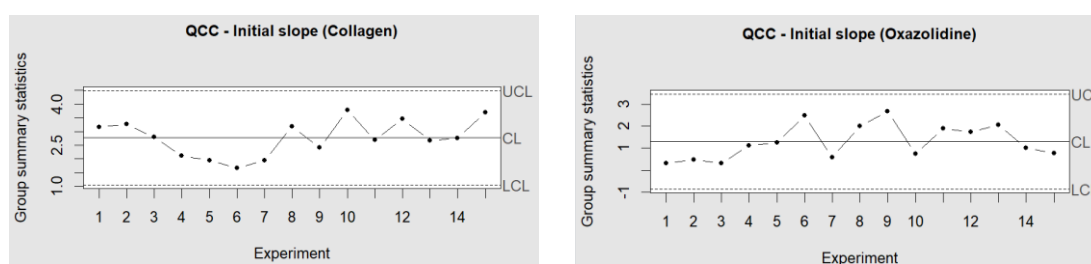 QCC - Initial slope (Collagen)
Group summary statistics
4.0
2.5
1.0
UCL
CL
LCL
1 2 3 4 5 6 7 8 9 10 12 14
Experiment
QCC - Initial slope (Oxazolidine)
Group summary statistics
3
2
1
-1
UC
CL
LC
1 2 3 4 5 6 7 8 9 10 12 14
Experiment